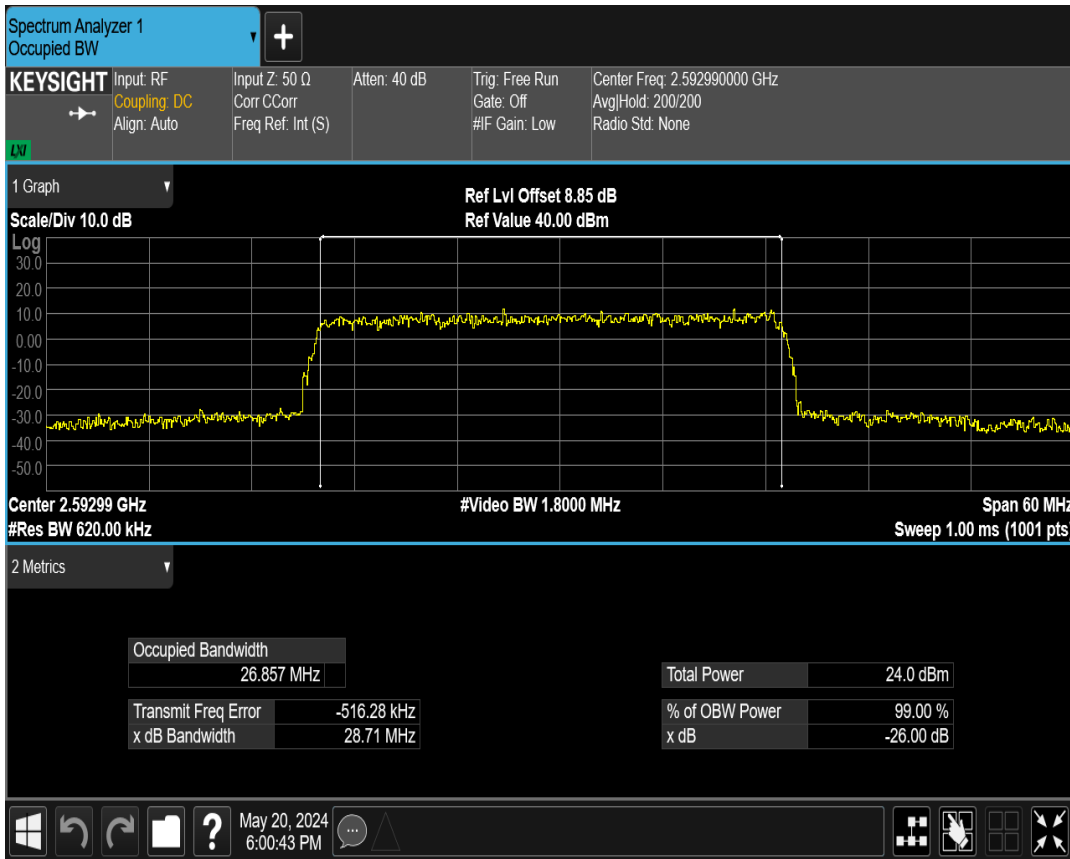 Spectrum Analyzer 1
Occupied BW
+
KEYSIGHT
LXI
Input: RF
Coupling: DC
Align: Auto
Input Z: 50 Ω
Corr CCorr
Freq Ref: Int (S)
Atten: 40 dB
Trig: Free Run
Gate: Off
#IF Gain: Low
Center Freq: 2.592990000 GHz
Avg|Hold: 200/200
Radio Std: None
1 Graph
Scale/Div 10.0 dB
Ref Lvl Offset 8.85 dB
Ref Value 40.00 dBm
Log
30.0
20.0
10.0
0.00
-10.0
-20.0
-30.0
-40.0
-50.0
Center 2.59299 GHz
#Video BW 1.8000 MHz
Span 60 MHz
#Res BW 620.00 kHz
Sweep 1.00 ms (1001 pts)
2 Metrics
Occupied Bandwidth
26.857 MHz
Total Power 24.0 dBm
Transmit Freq Error -516.28 kHz
% of OBW Power 99.00 %
x dB Bandwidth 28.71 MHz
x dB -26.00 dB
?
May 20, 2024
6:00:43 PM